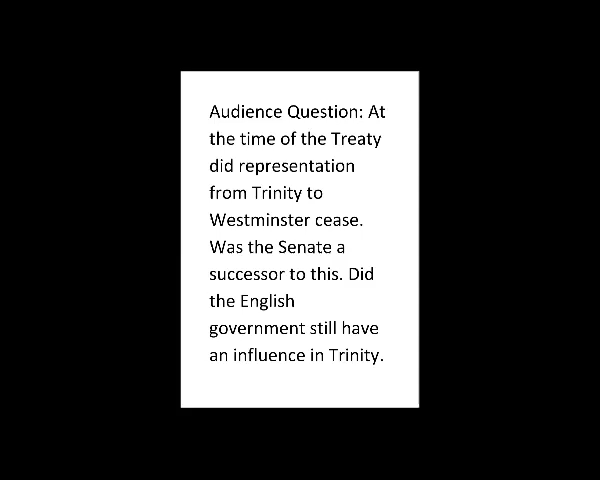 Audience Question: At
the time of the Treaty
did representation
from Trinity to
Westminster cease.
Was the Senate a
successor to this. Did
the English
government still have
an influence in Trinity.